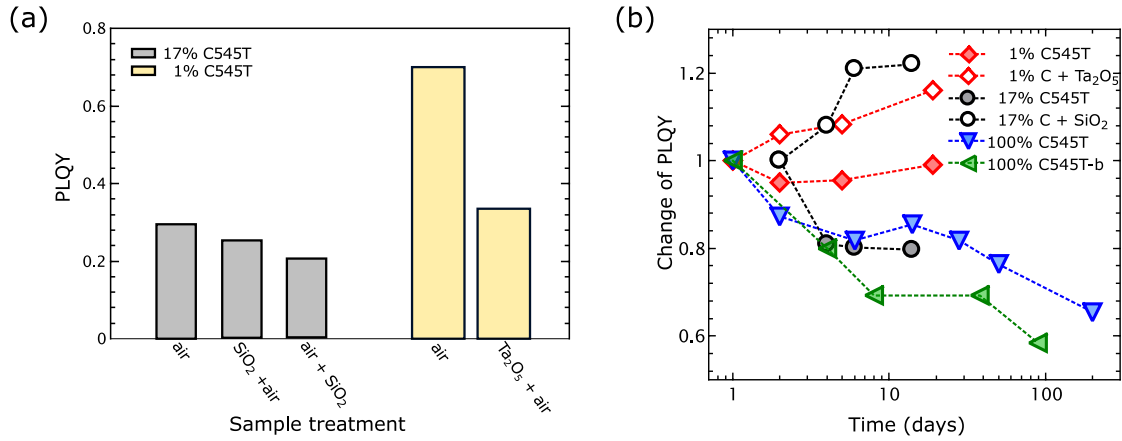 (a)
0.8
0.6
0.4
0.2
0
PLQY
17% C545T
1% C545T
air
SiO₂ +air
air + SiO₂
air
Ta₂O₅ + air
Sample treatment
(b)
1.2
1
0.8
0.6
Change of PLQY
1% C545T
1% C + Ta₂O₅
17% C545T
17% C + SiO₂
100% C545T
100% C545T-b
1
10
100
Time (days)